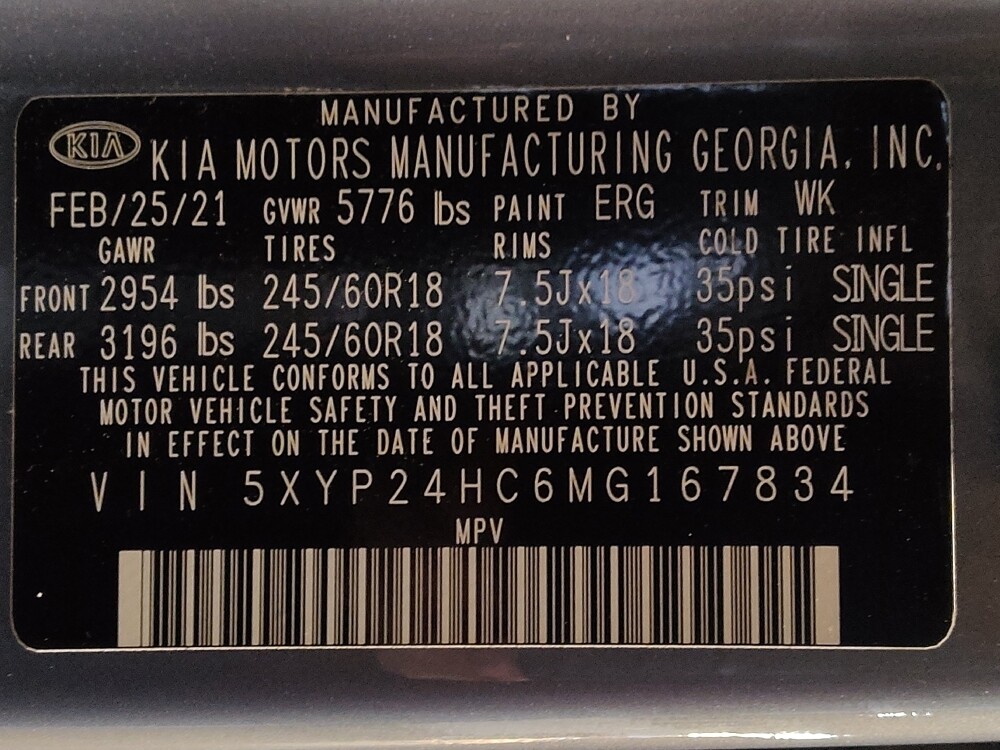 MANUFACTURED BY
KIA KIA MOTORS MANUFACTURING GEORGIA, INC.
FEB/25/21 GVWR 5776 lbs PAINT ERG TRIM WK
GAWR TIRES RIMS COLD TIRE INFL
FRONT 2954 lbs 245/60R18 7.5Jx18 35psi SINGLE
REAR 3196 lbs 245/60R18 7.5Jx18 35psi SINGLE
THIS VEHICLE CONFORMS TO ALL APPLICABLE U.S.A. FEDERAL
MOTOR VEHICLE SAFETY AND THEFT PREVENTION STANDARDS
IN EFFECT ON THE DATE OF MANUFACTURE SHOWN ABOVE
VIN 5XYP24HC6MG167834
MPV